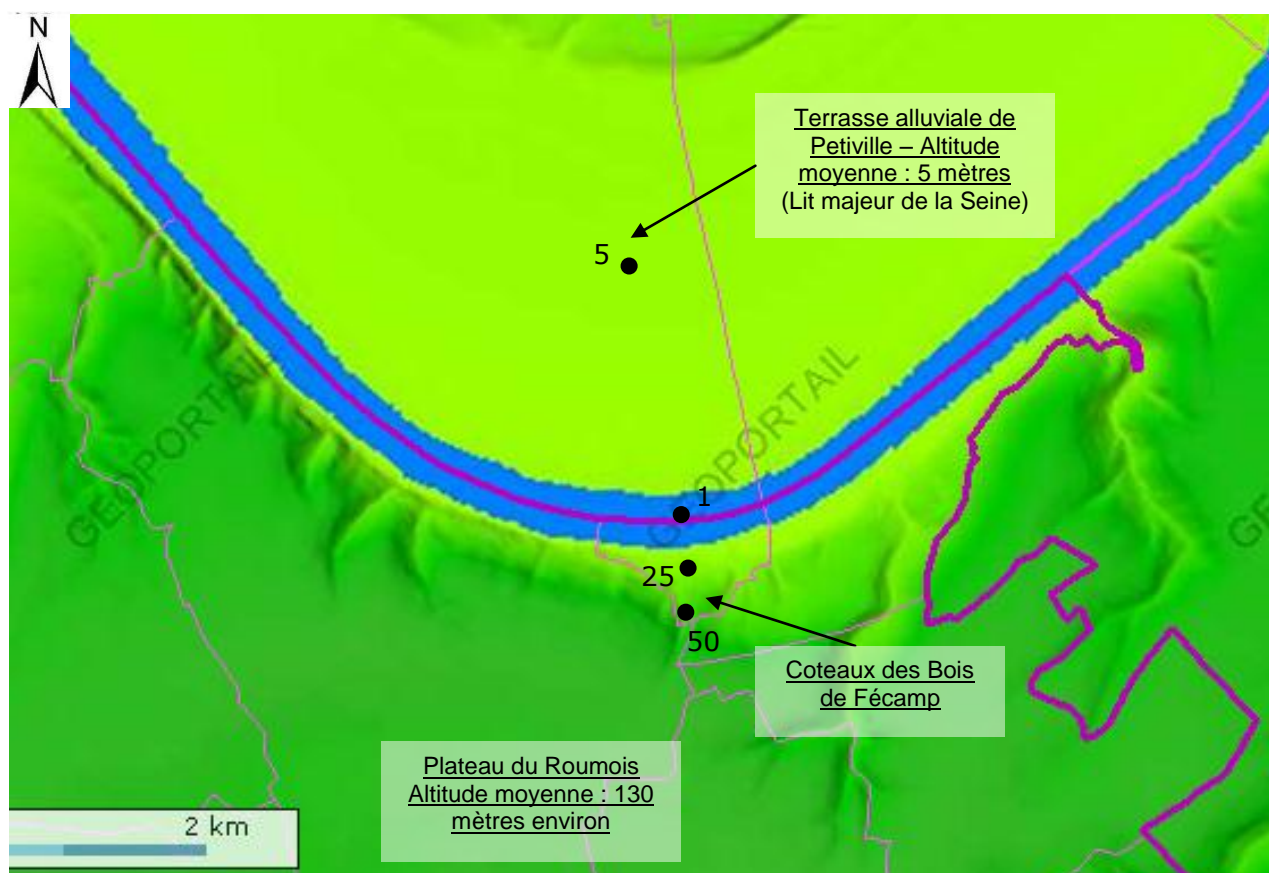 N
Terrasse alluviale de
Petiville – Altitude
moyenne : 5 mètres
(Lit majeur de la Seine)
5
GEOPORTAIL
GEOPORTAIL
GE
1
25
50
Coteaux des Bois
de Fécamp
Plateau du Roumois
Altitude moyenne : 130
mètres environ
2 km